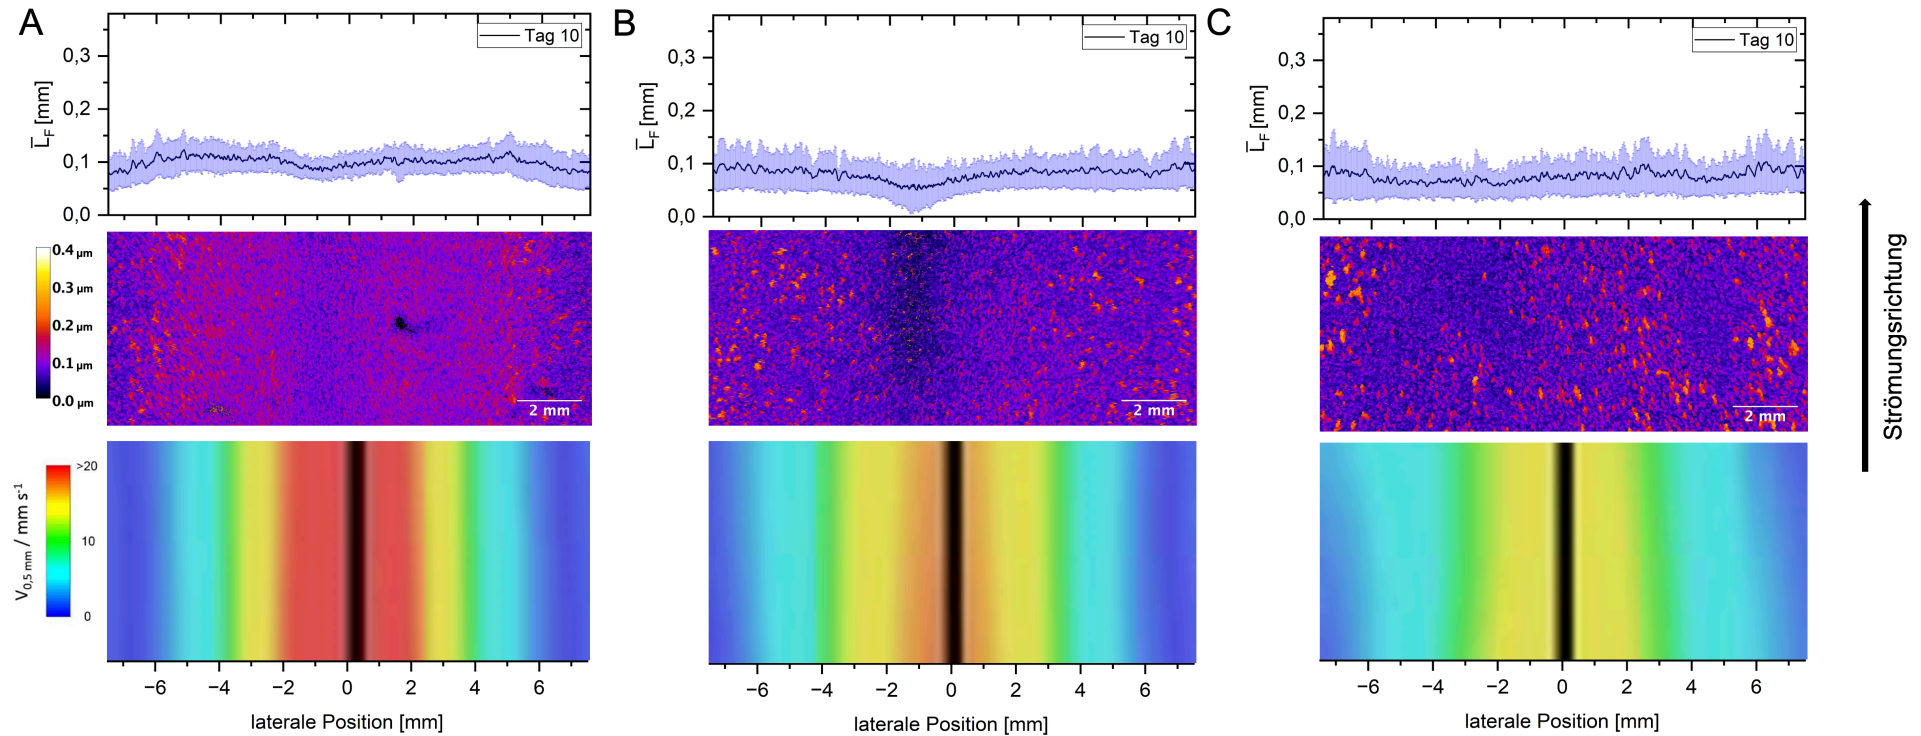 A
Tag 10
0,3
0,2
0,1
0,0
L̅F [mm]
B
Tag 10
0,3
0,2
0,1
0,0
L̅F [mm]
C
Tag 10
0,3
0,2
0,1
0,0
L̅F [mm]
0.4 µm
0.3 µm
0.2 µm
0.1 µm
0.0 µm
2 mm
2 mm
2 mm
Strömungsrichtung
V0,5 mm / mm s-1
>20
10
0
−6 −4 −2 0 2 4 6
laterale Position [mm]
−6 −4 −2 0 2 4 6
laterale Position [mm]
−6 −4 −2 0 2 4 6
laterale Position [mm]